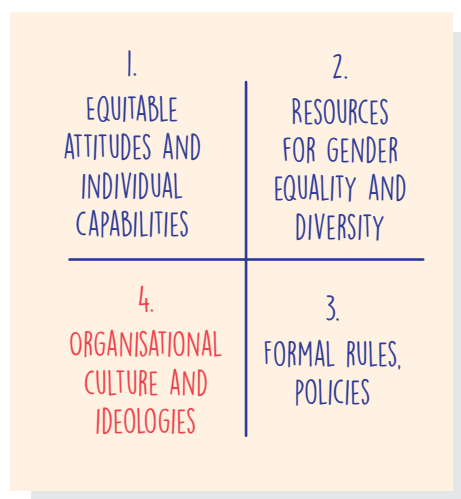 1.
EQUITABLE
ATTITUDES AND
INDIVIDUAL
CAPABILITIES
2.
RESOURCES
FOR GENDER
EQUALITY AND
DIVERSITY
4.
ORGANISATIONAL
CULTURE AND
IDEOLOGIES
3.
FORMAL RULES,
POLICIES